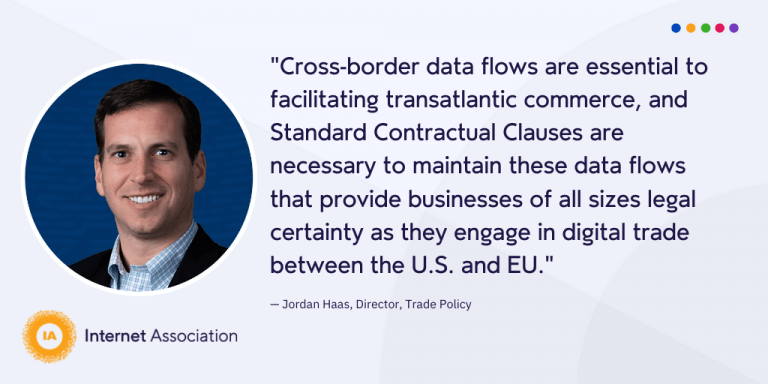 "Cross-border data flows are essential to
facilitating transatlantic commerce, and
Standard Contractual Clauses are
necessary to maintain these data flows
that provide businesses of all sizes legal
certainty as they engage in digital trade
between the U.S. and EU."
— Jordan Haas, Director, Trade Policy
IA
Internet Association